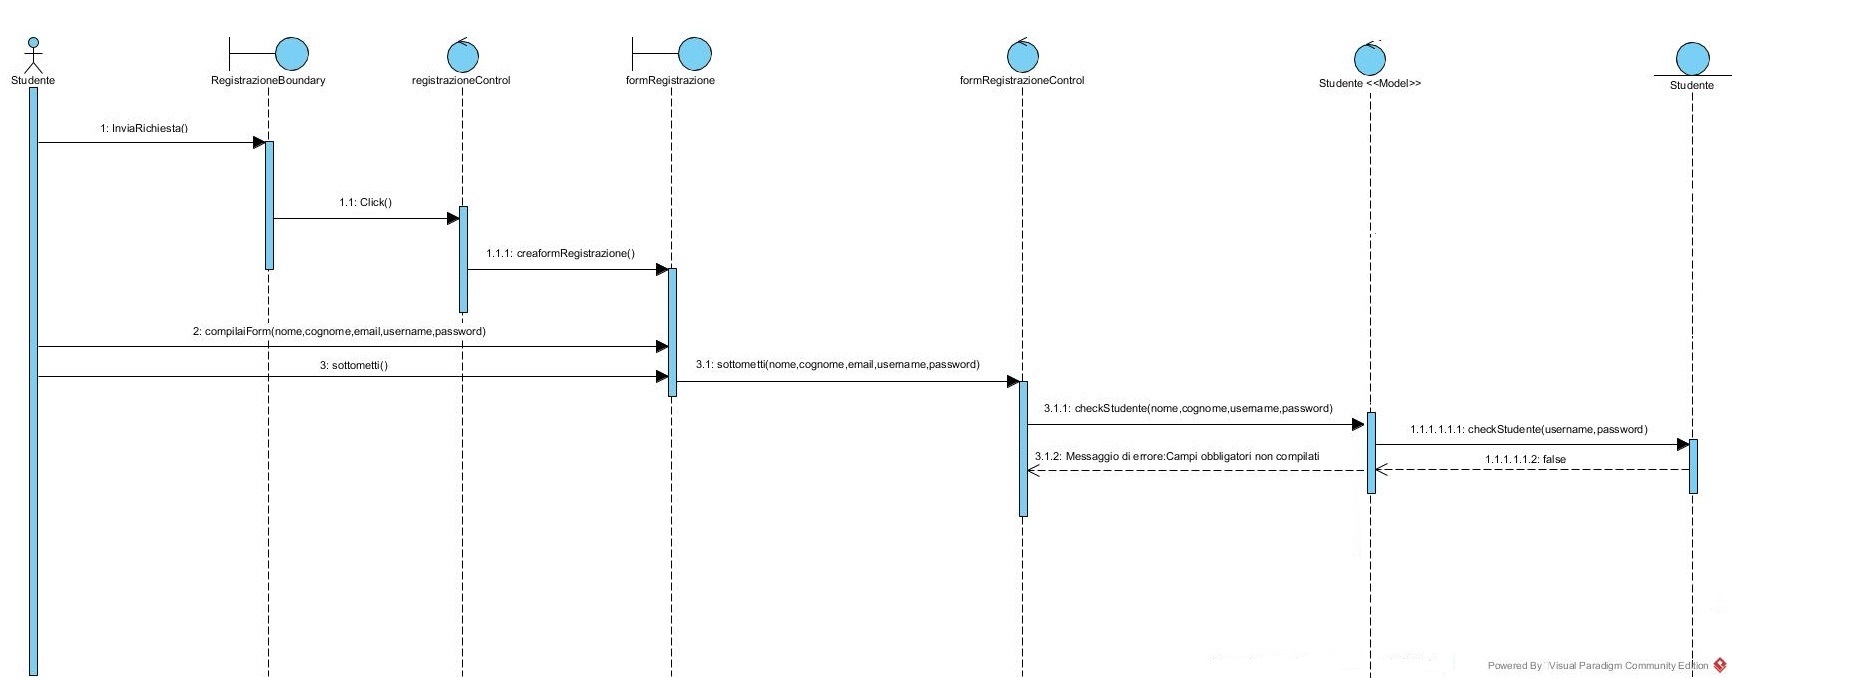 Studente
RegistrazioneBoundary
registrazioneControl
formRegistrazione
formRegistrazioneControl
Studente <<Model>>
Studente
1: InviaRichiesta()
1.1: Click()
1.1.1: creaformRegistrazione()
2: compilaiForm(nome,cognome,email,username,password)
3: sottometti()
3.1: sottometti(nome,cognome,email,username,password)
3.1.1: checkStudente(nome,cognome,username,password)
1.1.1.1.1.1: checkStudente(username,password)
3.1.2: Messaggio di errore:Campi obbligatori non compilati
1.1.1.1.1.2: false
Powered By Visual Paradigm Community Edition